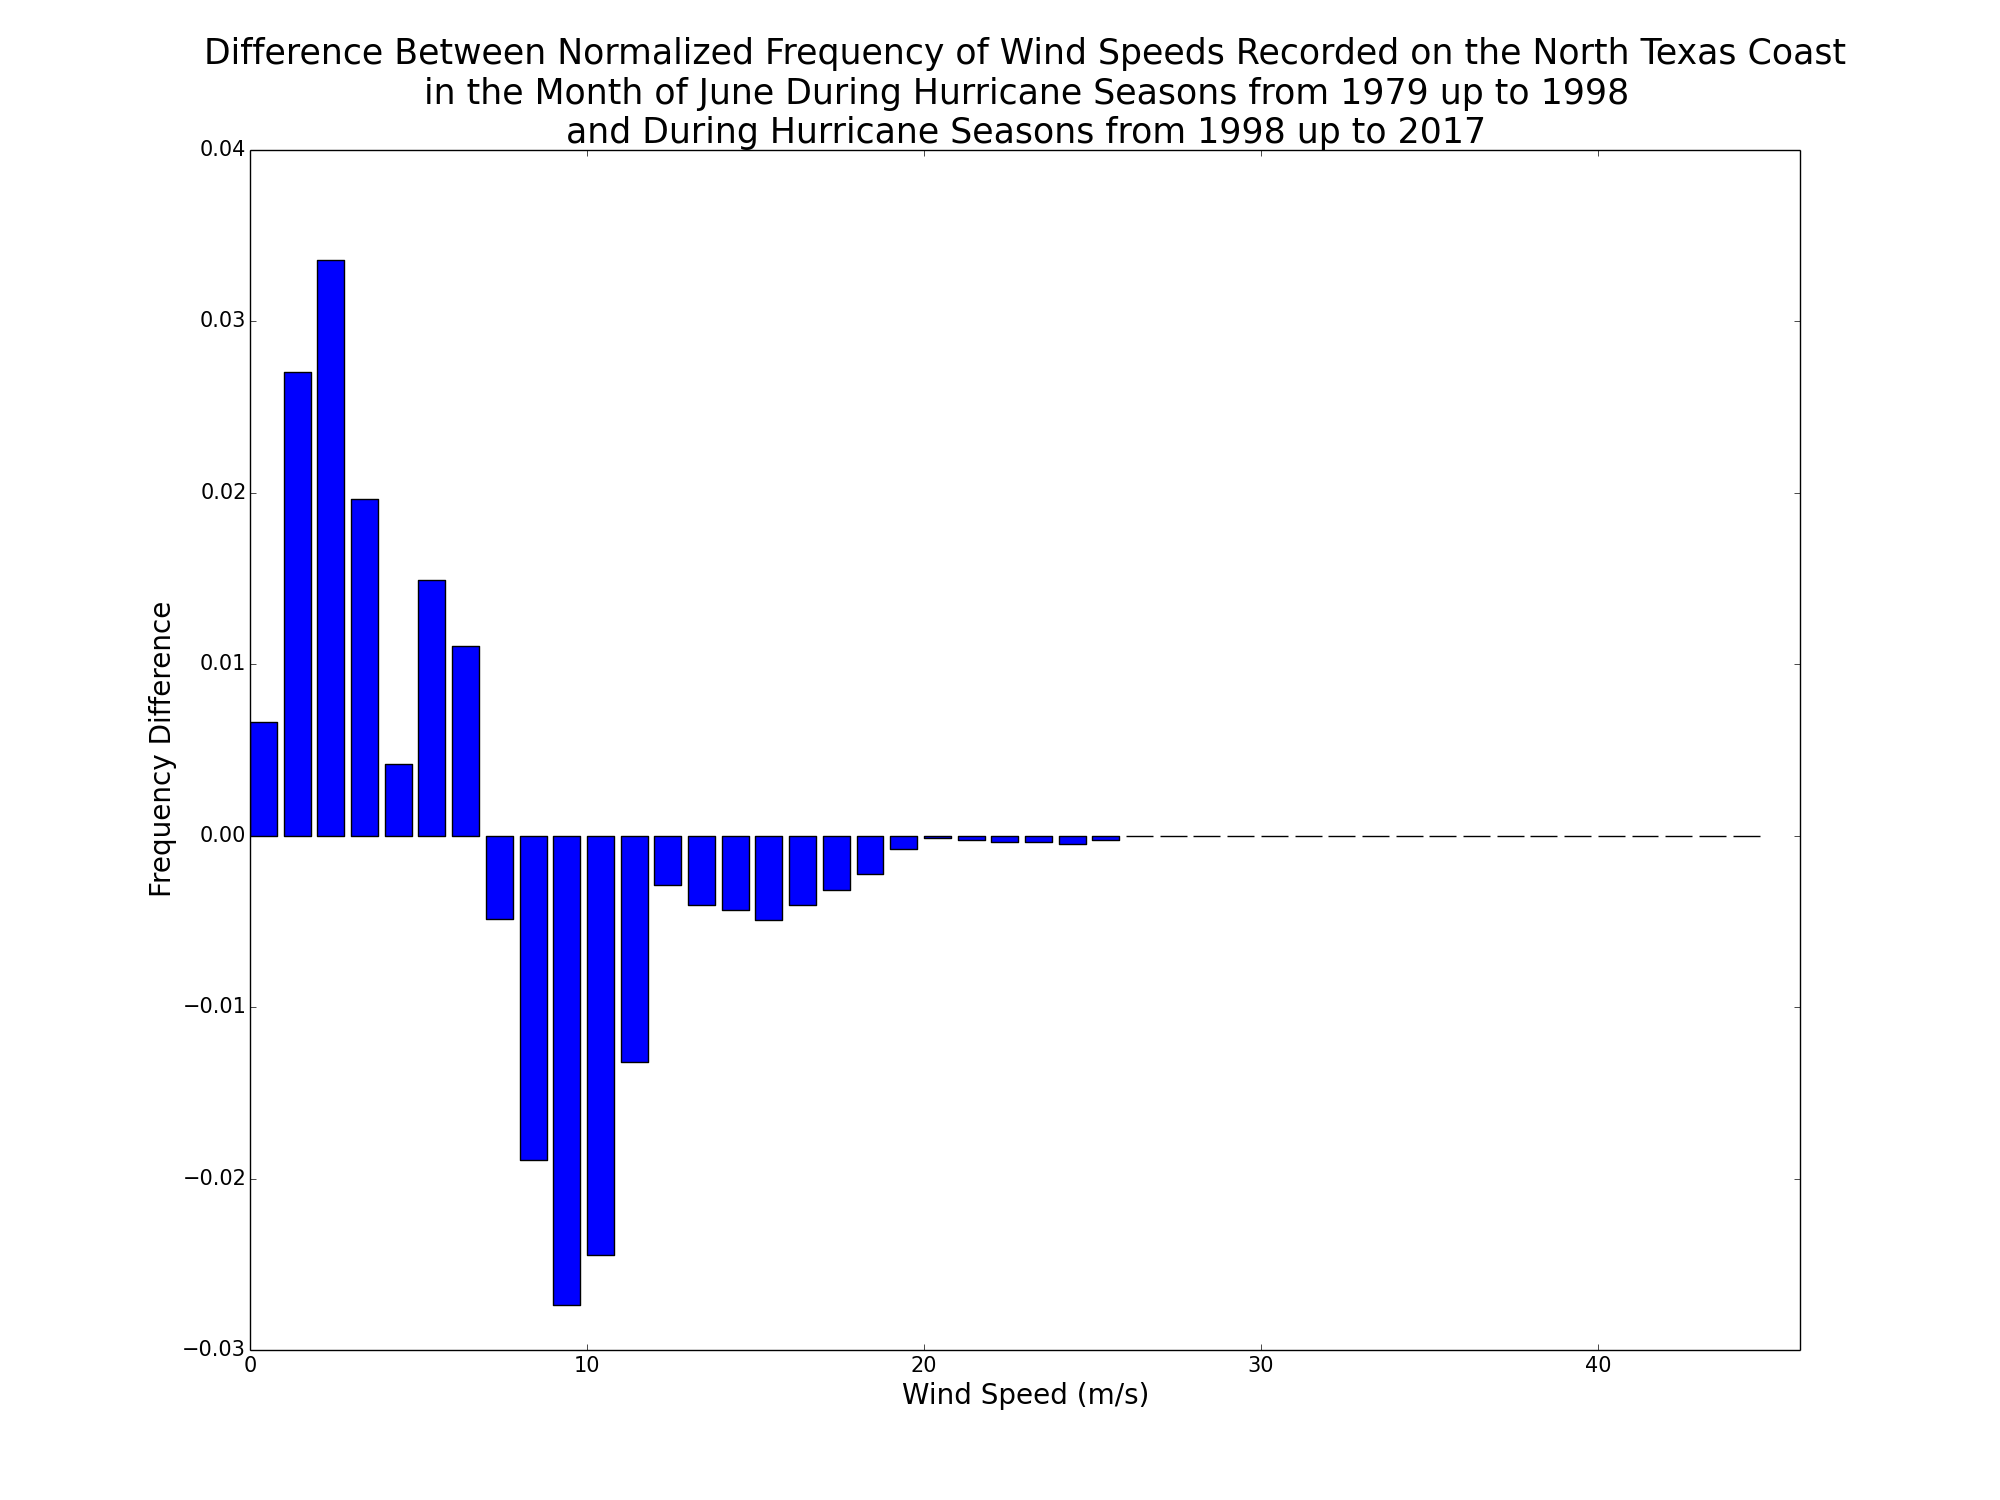 Difference Between Normalized Frequency of Wind Speeds Recorded on the North Texas Coast
in the Month of June During Hurricane Seasons from 1979 up to 1998
and During Hurricane Seasons from 1998 up to 2017
0.04
0.03
0.02
0.01
0.00
−0.01
−0.02
−0.03
Frequency Difference
0 10 20 30 40
Wind Speed (m/s)